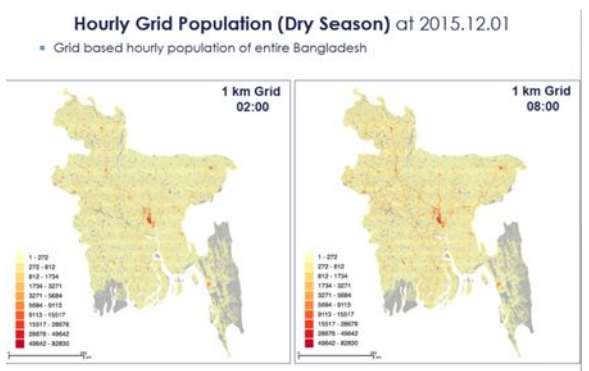 Hourly Grid Population (Dry Season) at 2015.12.01
Grid based hourly population of entire Bangladesh
1 km Grid
02:00
1 - 272
272 - 812
812 - 1734
1734 - 3271
3271 - 5684
5684 - 9113
9113 - 15517
15517 - 28676
28676 - 49642
49642 - 82830
1 km Grid
08:00
1 - 272
272 - 812
812 - 1734
1734 - 3271
3271 - 5684
5684 - 9113
9113 - 15517
15517 - 28676
28676 - 49642
49642 - 82830